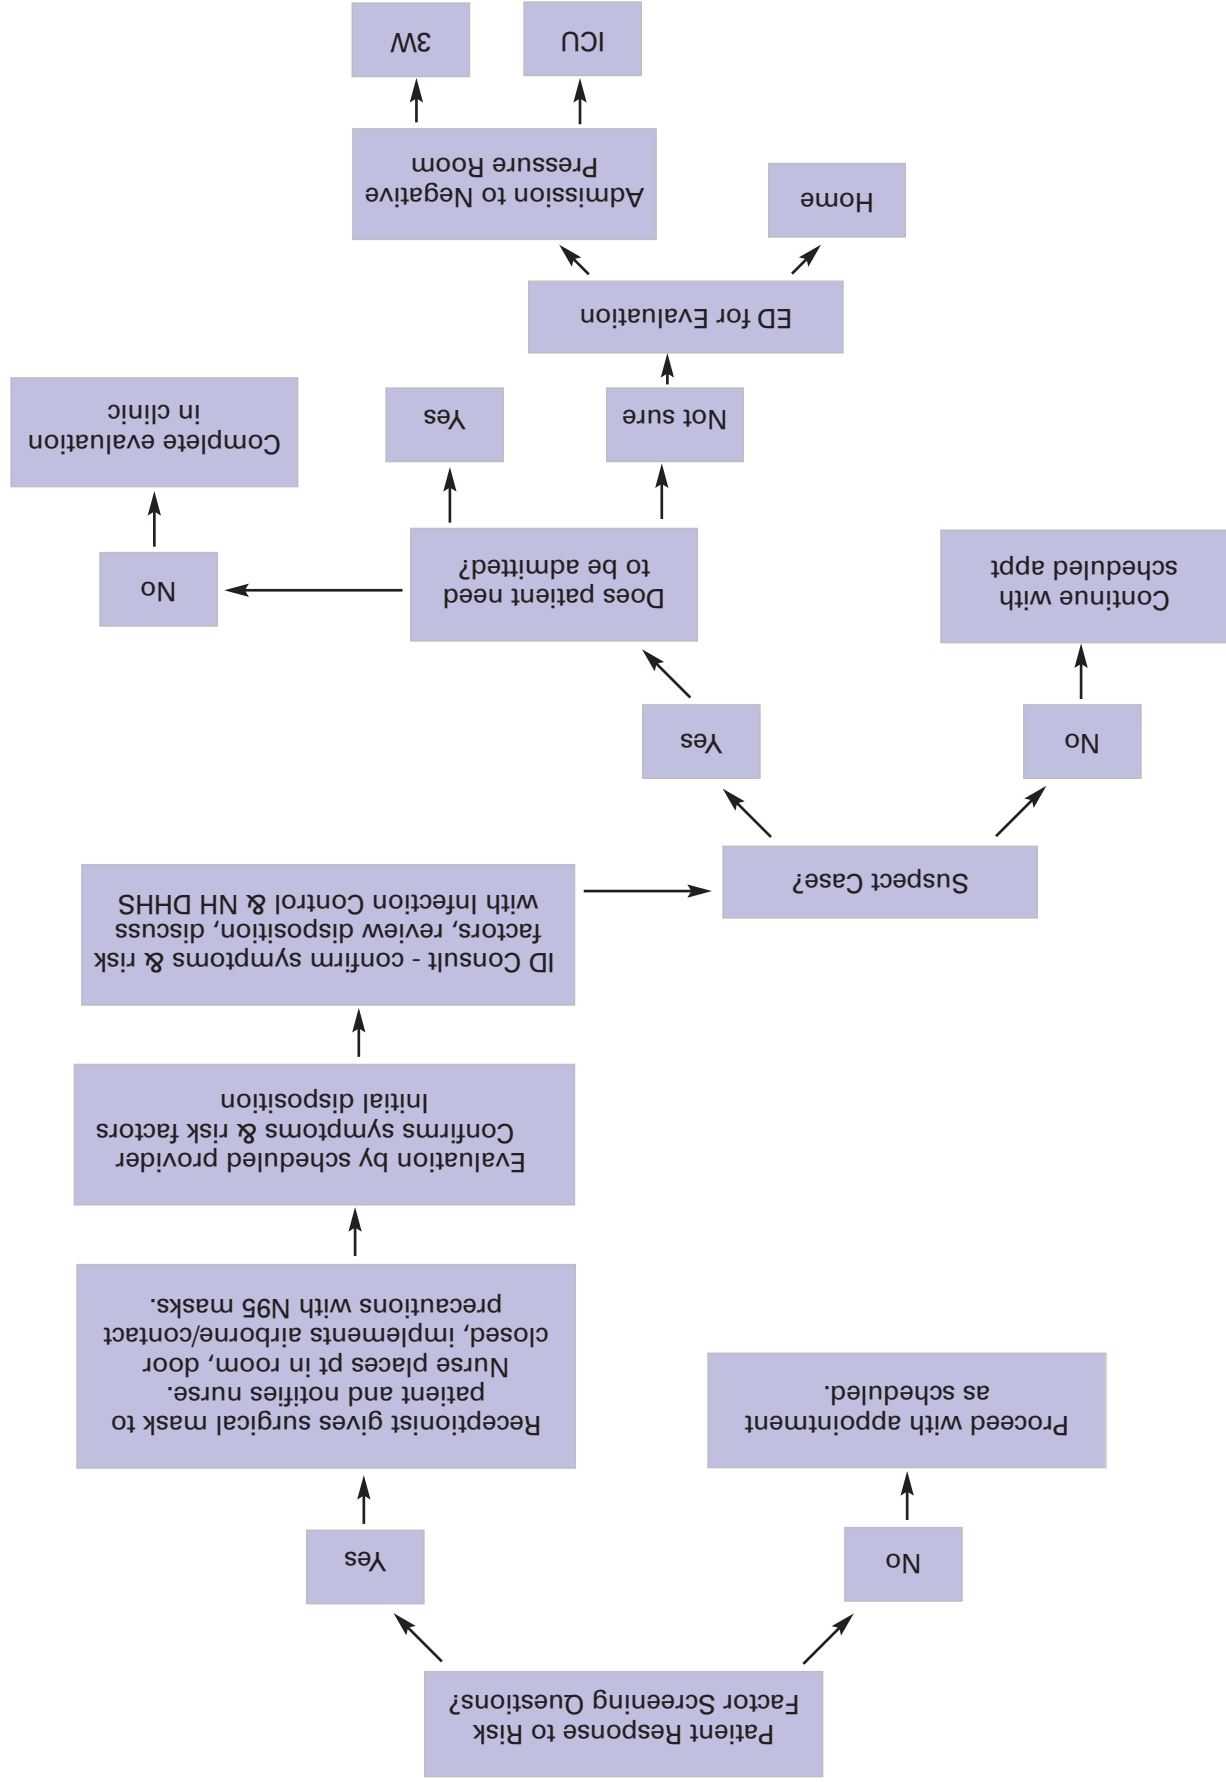 Patient Response to Risk
Factor Screening Questions?
No
Yes
Proceed with appointment
as scheduled.
Receptionist gives surgical mask to
patient and notifies nurse.
Nurse places pt in room, door
closed, implements airborne/contact
precautions with N95 masks.
Evaluation by scheduled provider
Confirms symptoms & risk factors
Initial disposition
ID Consult - confirm symptoms & risk
factors, review disposition, discuss
with Infection Control & NH DHHS
Suspect Case?
No
Yes
Continue with
scheduled appt
Does patient need
to be admitted?
No
Complete evaluation
in clinic
Not sure
Yes
ED for Evaluation
Home
Admission to Negative
Pressure Room
ICU
3W